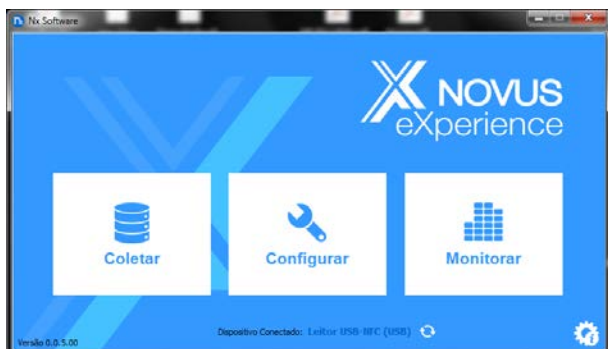 Nx Software
NOVUS
eXperience
Coletar
Configurar
Monitorar
Dispositivo Conectado: Leitor USB-NFC (USB)
Versão 0.0.5.00